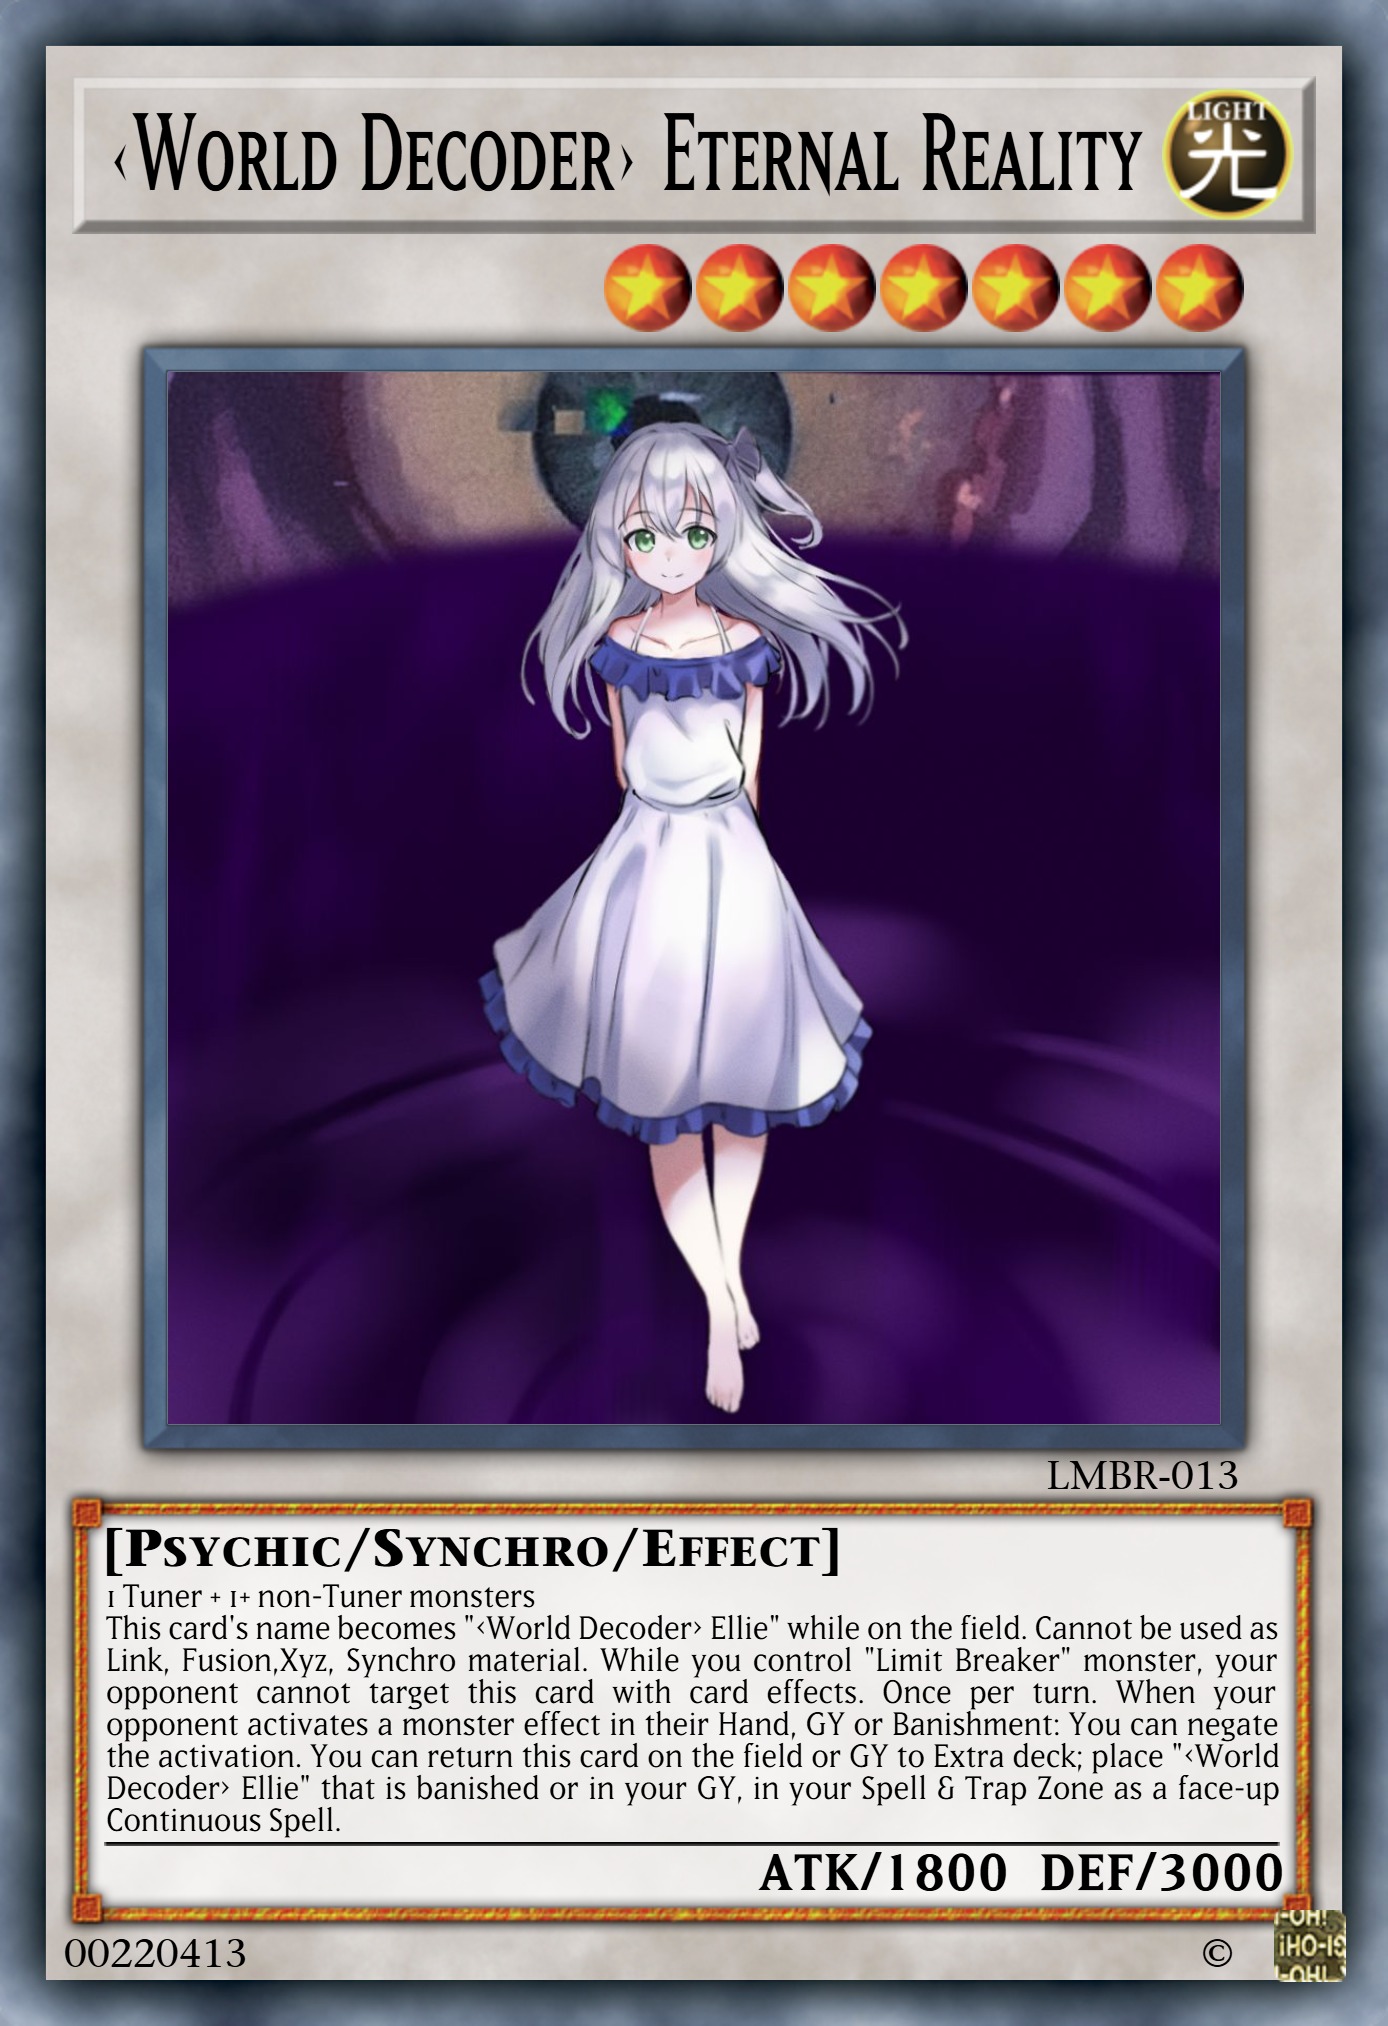 ‹World Decoder› Eternal Reality
LIGHT
光
LMBR-013
[Psychic/Synchro/Effect]
1 Tuner + 1+ non-Tuner monsters
This card's name becomes "‹World Decoder› Ellie" while on the field. Cannot be used as
Link, Fusion,Xyz, Synchro material. While you control "Limit Breaker" monster, your
opponent cannot target this card with card effects. Once per turn. When your
opponent activates a monster effect in their Hand, GY or Banishment: You can negate
the activation. You can return this card on the field or GY to Extra deck; place "‹World
Decoder› Ellie" that is banished or in your GY, in your Spell & Trap Zone as a face-up
Continuous Spell.
ATK/1800 DEF/3000
00220413
©